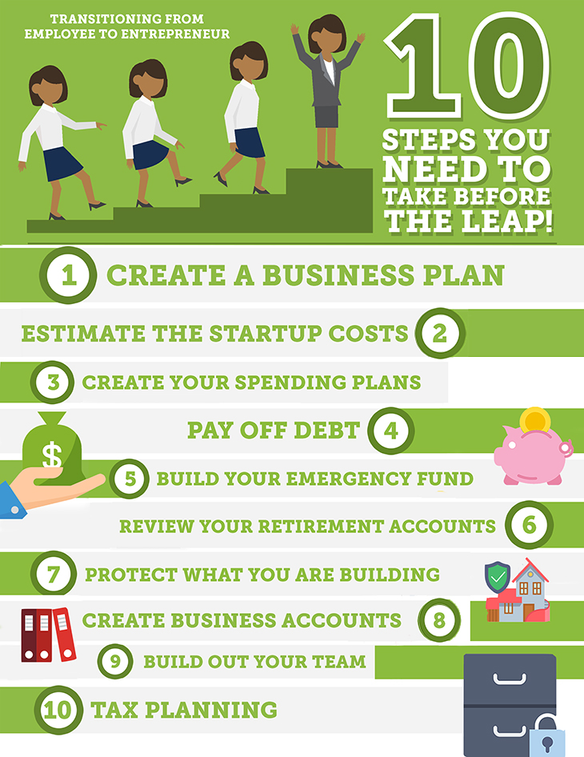 TRANSITIONING FROM
EMPLOYEE TO ENTREPRENEUR
10
STEPS YOU
NEED TO
TAKE BEFORE
THE LEAP!
1 CREATE A BUSINESS PLAN
ESTIMATE THE STARTUP COSTS 2
3 CREATE YOUR SPENDING PLANS
PAY OFF DEBT 4
$
5 BUILD YOUR EMERGENCY FUND
REVIEW YOUR RETIREMENT ACCOUNTS 6
7 PROTECT WHAT YOU ARE BUILDING
CREATE BUSINESS ACCOUNTS 8
9 BUILD OUT YOUR TEAM
10 TAX PLANNING